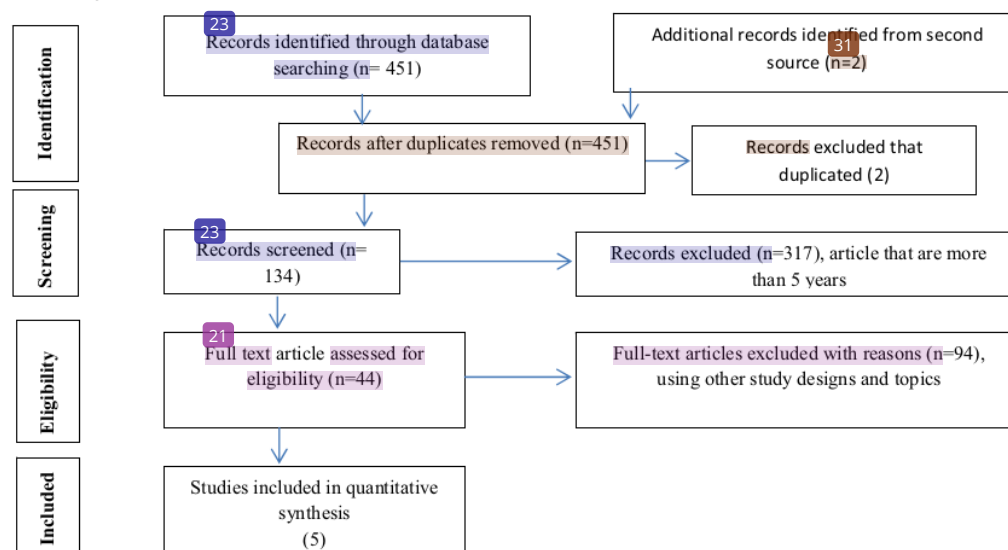 Identification
23
Records identified through database
searching (n= 451)
31
Additional records identified from second
source (n=2)
Records after duplicates removed (n=451)
Records excluded that
duplicated (2)
Screening
23
Records screened (n=
134)
Records excluded (n=317), article that are more
than 5 years
Eligibility
21
Full text article assessed for
eligibility (n=44)
Full-text articles excluded with reasons (n=94),
using other study designs and topics
Included
Studies included in quantitative
synthesis
(5)